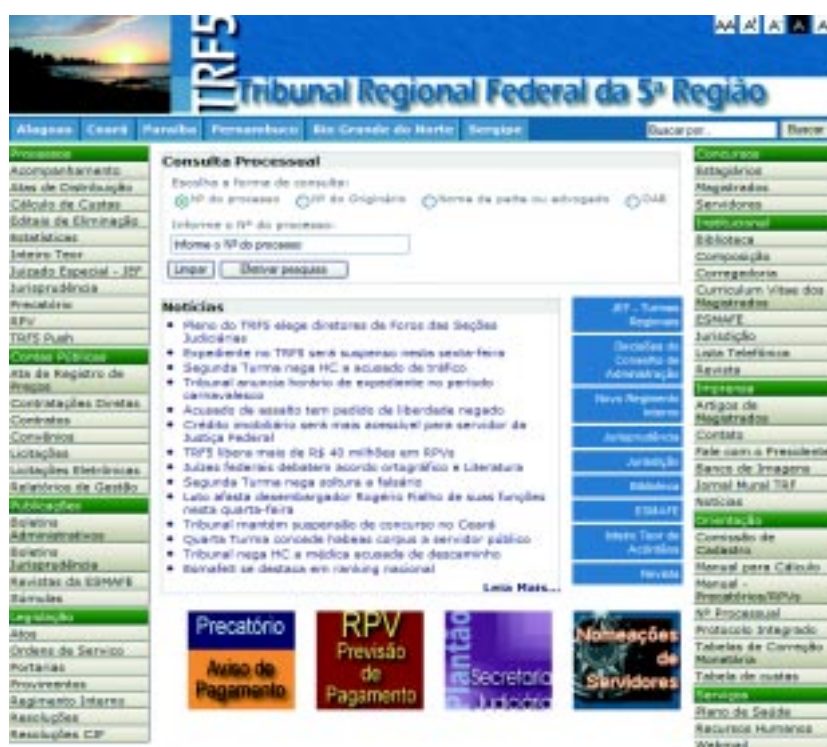 AA A A A A
TRF5
Tribunal Regional Federal da 5ª Região
Alagoas Ceará Paraíba Pernambuco Rio Grande do Norte Sergipe
Buscar por.. Buscar
Processos
Acompanhamento
Atas de Distribuição
Cálculo de Custas
Editais de Eliminação
Estatísticas
Inteiro Teor
Juizado Especial - JEF
Jurisprudência
Precatório
RPV
TRF5 Push
Contas Públicas
Ata de Registro de
Preços
Contratações Diretas
Contratos
Convênios
Licitações
Licitações Eletrônicas
Relatórios de Gestão
Publicações
Boletins
Administrativos
Boletins
Jurisprudência
Revistas da ESMAFE
Súmulas
Legislação
Atos
Ordens de Serviço
Portarias
Provimentos
Regimento Interno
Resoluções
Resoluções CJF
Consulta Processual
Escolha a forma de consulta:
Nº do processo Nº do Originário Nome da parte ou advogado OAB
Informe o Nº do processo:
Informe o Nº do processo
Limpar Efetivar pesquisa
Notícias
Pleno do TRF5 elege diretores de Foros das Seções
Judiciárias
Expediente no TRF5 será suspenso nesta sexta-feira
Segunda Turma nega HC a acusado de tráfico
Tribunal anuncia horário de expediente no período
carnavalesco
Acusado de assalto tem pedido de liberdade negado
Crédito imobiliário será mais acessível para servidor da
Justiça Federal
TRF5 libera mais de R$ 40 milhões em RPVs
Juízes federais debatem acordo ortográfico e Literatura
Segunda Turma nega soltura a falsário
Luto afasta desembargador Rogério Fialho de suas funções
nesta quarta-feira
Tribunal mantém suspensão de concurso no Ceará
Quarta Turma concede habeas corpus a servidor público
Tribunal nega HC a médica acusada de descaminho
Esmafe5 se destaca em ranking nacional
Leia Mais...
JEF - Turmas
Regionais
Decisões do
Conselho de
Administração
Novo Regimento
Interno
Jurisprudência
Jurisdição
Biblioteca
ESMAFE
Inteiro Teor de
Acórdãos
Revista
Precatório
Aviso de
Pagamento
RPV
Previsão
de
Pagamento
Plantão
Secretaria
Judiciária
Nomeações
de
Servidores
Concursos
Estagiários
Magistrados
Servidores
Institucional
Biblioteca
Composição
Corregedoria
Curriculum Vitae dos
Magistrados
ESMAFE
Jurisdição
Lista Telefônica
Revista
Imprensa
Artigos de
Magistrados
Contato
Fale com o Presidente
Banco de Imagens
Jornal Mural TRF
Notícias
Orientação
Comissão de
Cadastro
Manual para Cálculo
Manual -
Precatórios/RPVs
Nº Processual
Protocolo Integrado
Tabelas de Correção
Monetária
Tabela de custas
Serviços
Plano de Saúde
Recursos Humanos
Webmail